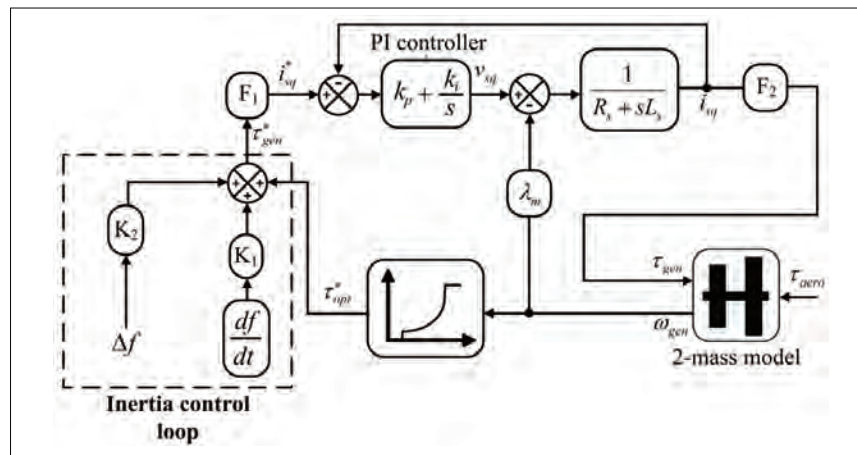 PI controller
F₁
i*sq
-
+
kp + ki/s
vsq
+
-
1/(Rs + sLs)
isq
F₂
τ*gen
+
+
+
λm
K₂
K₁
τ*opt
τgen
τaero
Δf
df/dt
ωgen
2-mass model
Inertia control
loop